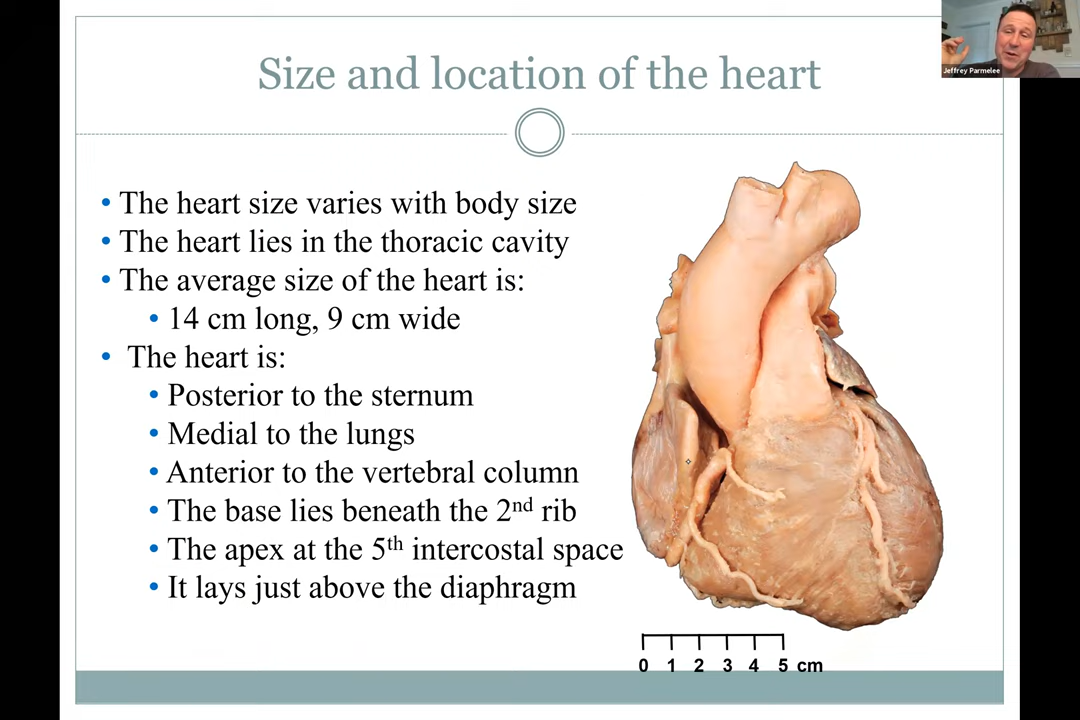 Size and location of the heart
Jeffrey Parmelee
• The heart size varies with body size
• The heart lies in the thoracic cavity
• The average size of the heart is:
• 14 cm long, 9 cm wide
• The heart is:
• Posterior to the sternum
• Medial to the lungs
• Anterior to the vertebral column
• The base lies beneath the 2nd rib
• The apex at the 5th intercostal space
• It lays just above the diaphragm
0 1 2 3 4 5 cm